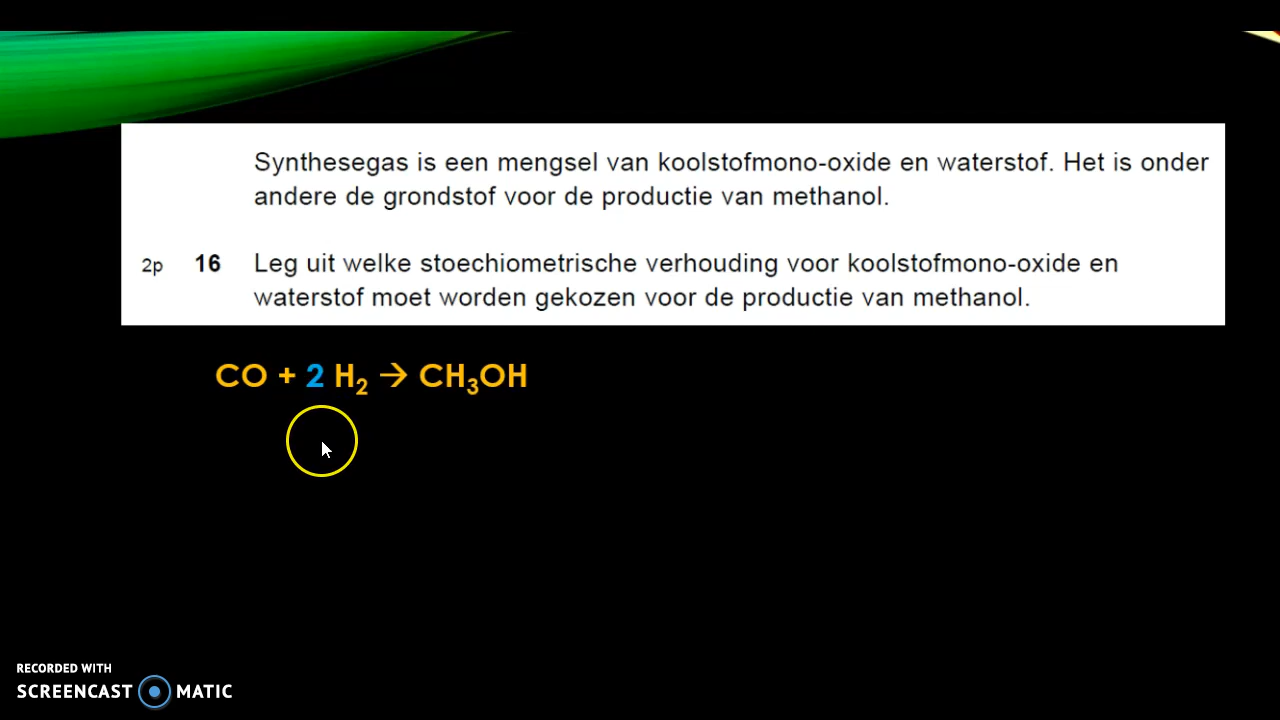 Synthesegas is een mengsel van koolstofmono-oxide en waterstof. Het is onder
andere de grondstof voor de productie van methanol.
2p 16 Leg uit welke stoechiometrische verhouding voor koolstofmono-oxide en
waterstof moet worden gekozen voor de productie van methanol.
CO + 2 H₂ → CH₃OH
RECORDED WITH
SCREENCAST MATIC